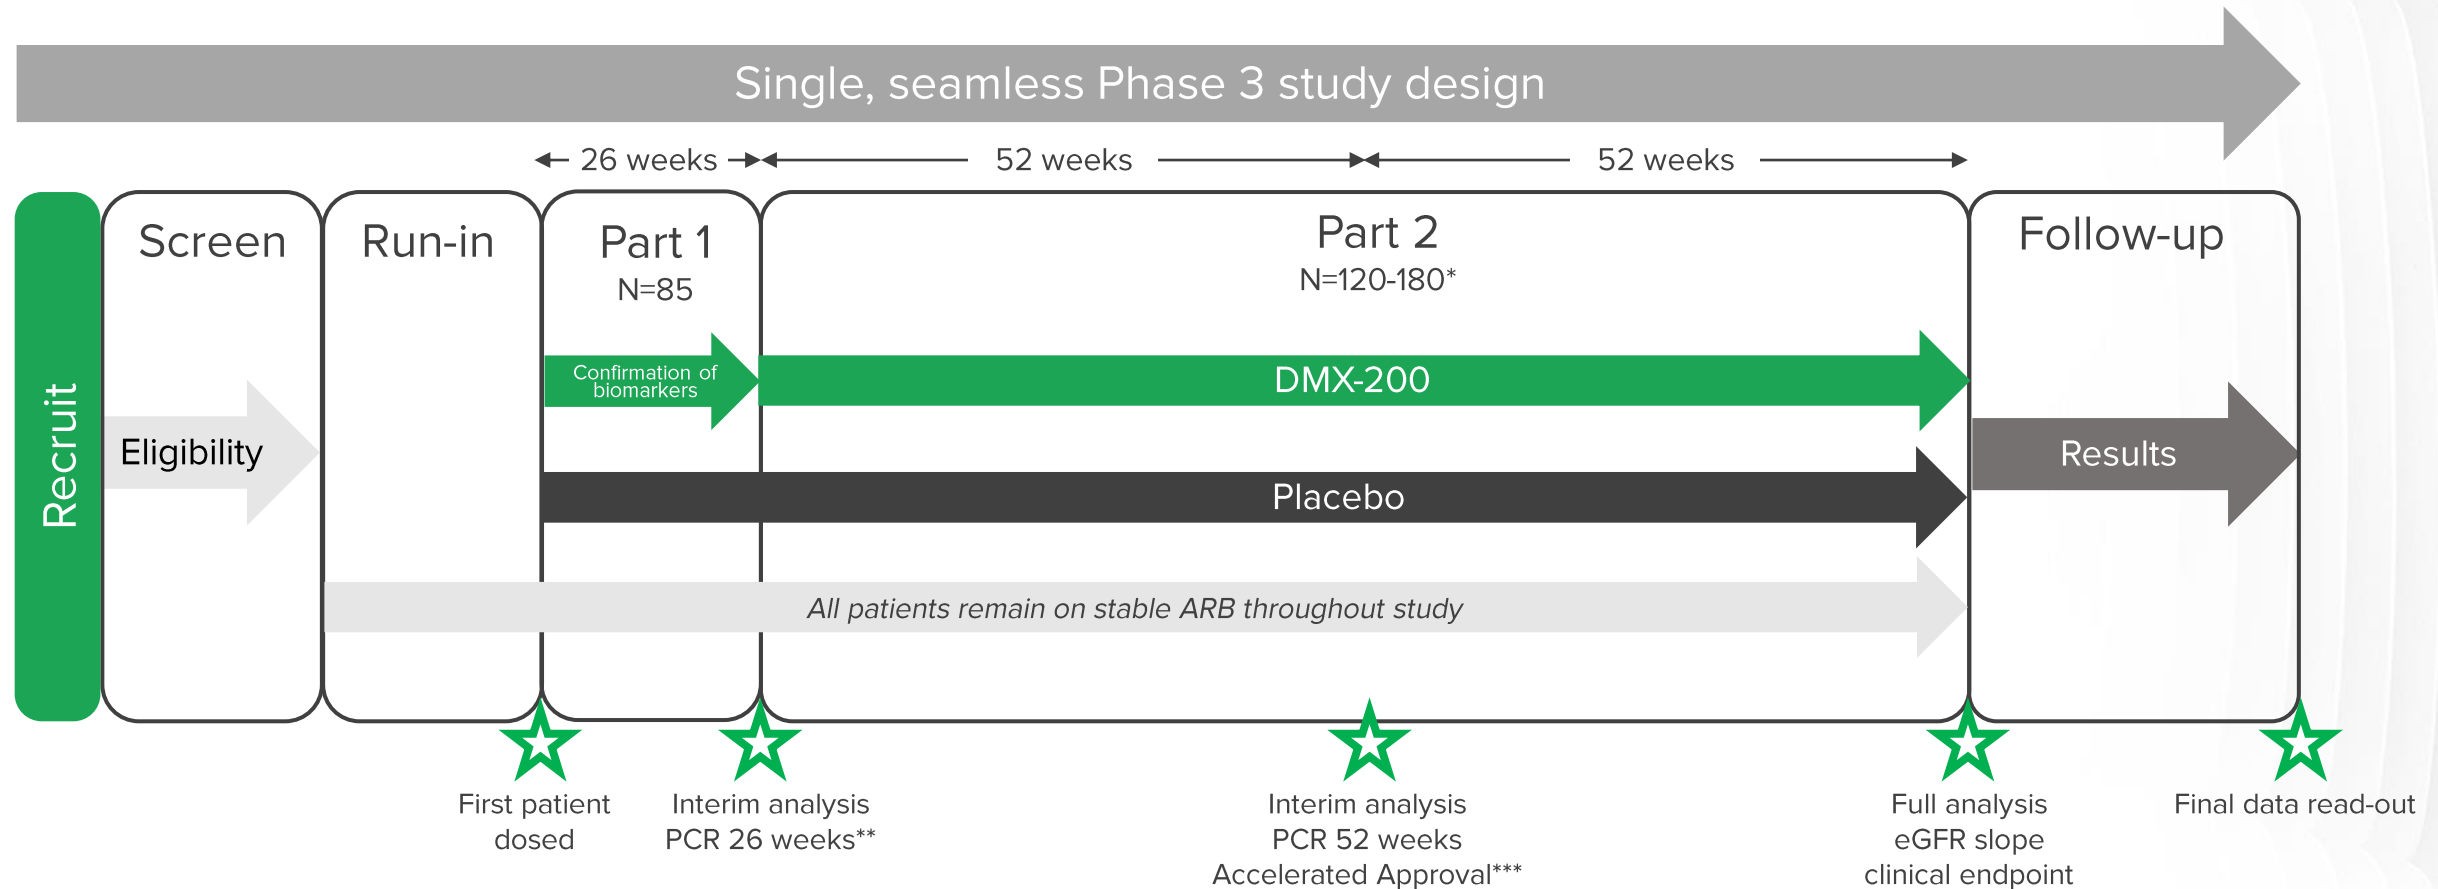 Single, seamless Phase 3 study design
26 weeks
52 weeks
52 weeks
Recruit
Screen
Eligibility
Run-in
Part 1
N=85
Confirmation of
biomarkers
Part 2
N=120-180*
DMX-200
Placebo
All patients remain on stable ARB throughout study
Follow-up
Results
First patient
dosed
Interim analysis
PCR 26 weeks**
Interim analysis
PCR 52 weeks
Accelerated Approval***
Full analysis
eGFR slope
clinical endpoint
Final data read-out